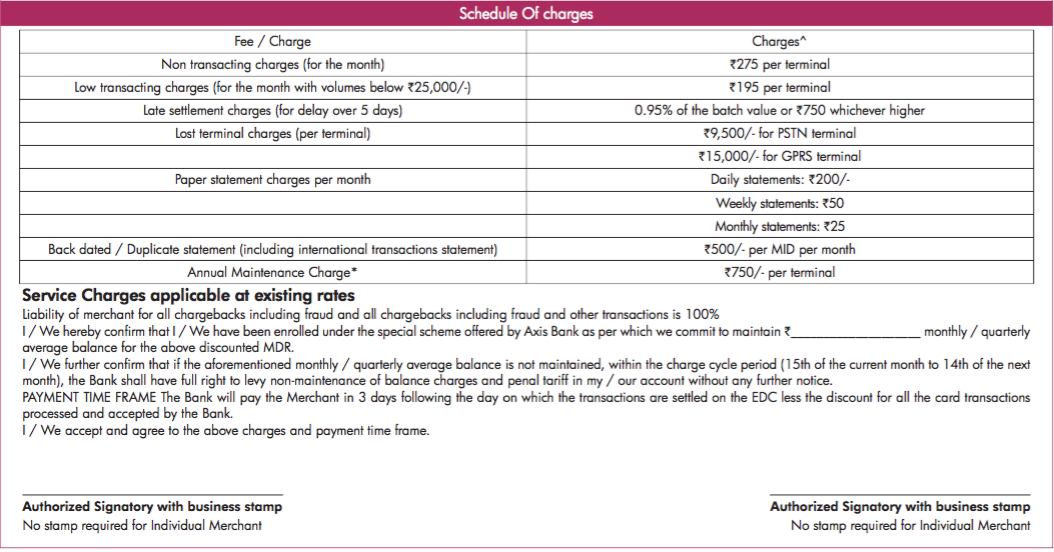 Schedule Of charges
Fee / Charge Charges^
Non transacting charges (for the month) ₹275 per terminal
Low transacting charges (for the month with volumes below ₹25,000/-) ₹195 per terminal
Late settlement charges (for delay over 5 days) 0.95% of the batch value or ₹750 whichever higher
Lost terminal charges (per terminal) ₹9,500/- for PSTN terminal
₹15,000/- for GPRS terminal
Paper statement charges per month Daily statements: ₹200/-
Weekly statements: ₹50
Monthly statements: ₹25
Back dated / Duplicate statement (including international transactions statement) ₹500/- per MID per month
Annual Maintenance Charge* ₹750/- per terminal
Service Charges applicable at existing rates
Liability of merchant for all chargebacks including fraud and all chargebacks including fraud and other transactions is 100%
I / We hereby confirm that I / We have been enrolled under the special scheme offered by Axis Bank as per which we commit to maintain ₹____________________ monthly / quarterly
average balance for the above discounted MDR.
I / We further confirm that if the aforementioned monthly / quarterly average balance is not maintained, within the charge cycle period (15th of the current month to 14th of the next
month), the Bank shall have full right to levy non-maintenance of balance charges and penal tariff in my / our account without any further notice.
PAYMENT TIME FRAME The Bank will pay the Merchant in 3 days following the day on which the transactions are settled on the EDC less the discount for all the card transactions
processed and accepted by the Bank.
I / We accept and agree to the above charges and payment time frame.
Authorized Signatory with business stamp Authorized Signatory with business stamp
No stamp required for Individual Merchant No stamp required for Individual Merchant